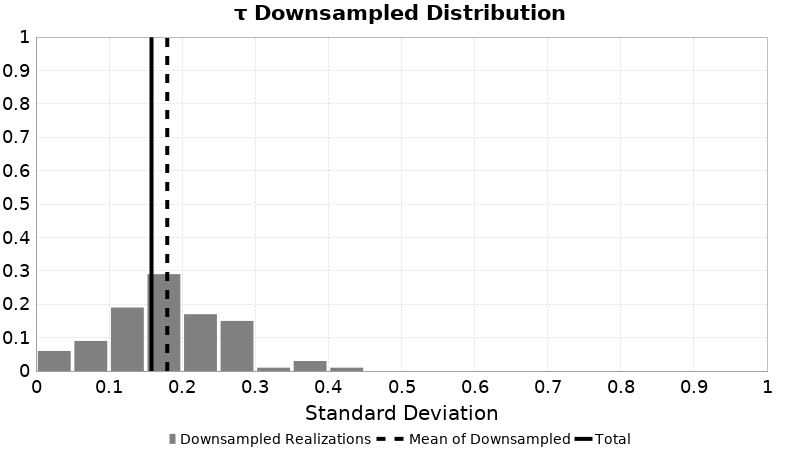 τ Downsampled Distribution
1
0.9
0.8
0.7
0.6
0.5
0.4
0.3
0.2
0.1
0
0 0.1 0.2 0.3 0.4 0.5 0.6 0.7 0.8 0.9 1
Standard Deviation
Downsampled Realizations Mean of Downsampled Total